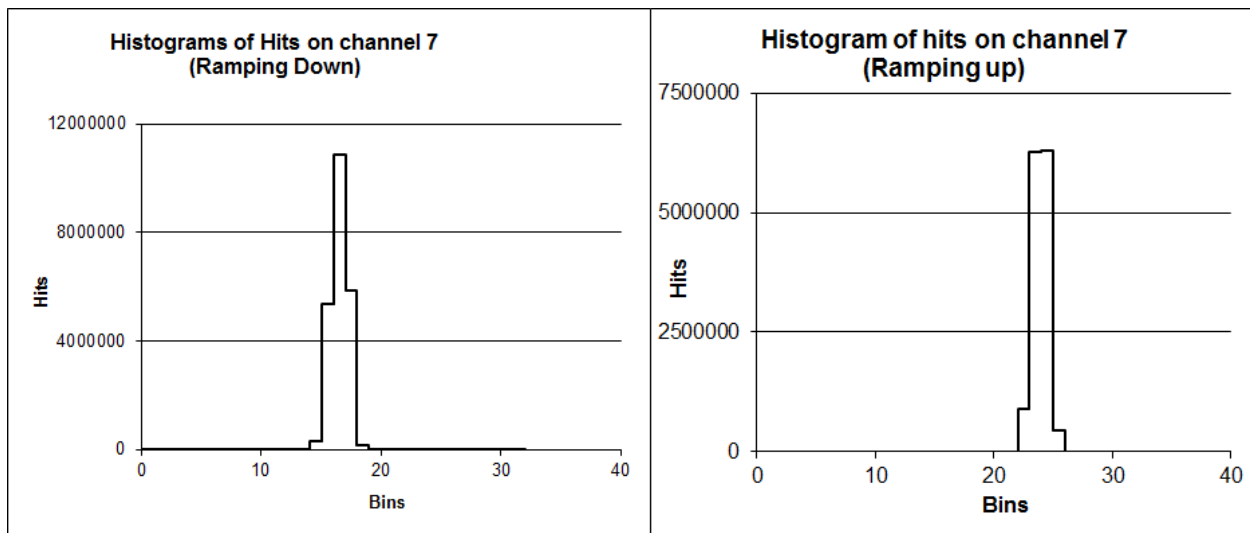 Histograms of Hits on channel 7
(Ramping Down)
12000000
8000000
4000000
0
Hits
0 10 20 30 40
Bins
Histogram of hits on channel 7
(Ramping up)
7500000
5000000
2500000
0
Hits
0 10 20 30 40
Bins